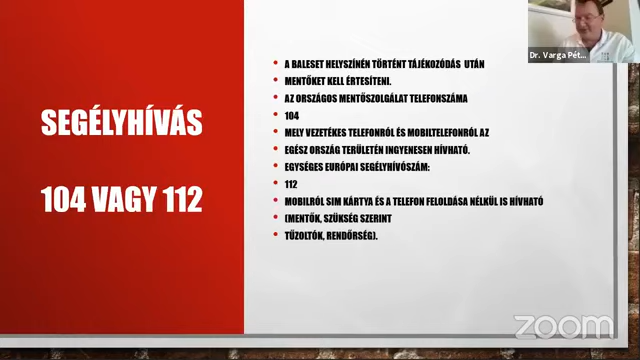 SEGÉLYHÍVÁS
104 VAGY 112
A BALESET HELYSZÍNÉN TÖRTÉNT TÁJÉKOZÓDÁS UTÁN
MENTŐKET KELL ÉRTESÍTENI.
AZ ORSZÁGOS MENTŐSZOLGÁLAT TELEFONSZÁMA
104
MELY VEZETÉKES TELEFONRÓL ÉS MOBILTELEFONRÓL AZ
EGÉSZ ORSZÁG TERÜLETÉN INGYENESEN HÍVHATÓ.
EGYSÉGES EURÓPAI SEGÉLYHÍVÓSZÁM:
112
MOBILRÓL SIM KÁRTYA ÉS A TELEFON FELOLDÁSA NÉLKÜL IS HÍVHATÓ
(MENTŐK, SZÜKSÉG SZERINT
TŰZOLTÓK, RENDŐRSÉG).
Dr. Varga Pét...
zoom